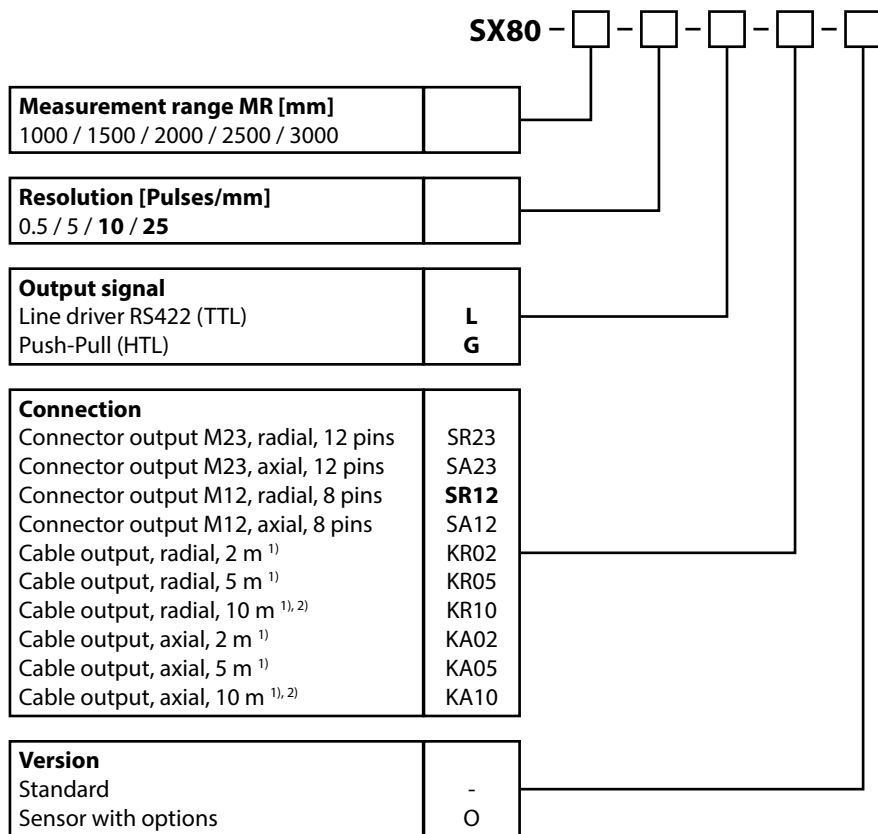 SX80 – – – – –
Measurement range MR [mm]
1000 / 1500 / 2000 / 2500 / 3000
Resolution [Pulses/mm]
0.5 / 5 / 10 / 25
Output signal
Line driver RS422 (TTL) L
Push-Pull (HTL) G
Connection
Connector output M23, radial, 12 pins SR23
Connector output M23, axial, 12 pins SA23
Connector output M12, radial, 8 pins SR12
Connector output M12, axial, 8 pins SA12
Cable output, radial, 2 m 1) KR02
Cable output, radial, 5 m 1) KR05
Cable output, radial, 10 m 1), 2) KR10
Cable output, axial, 2 m 1) KA02
Cable output, axial, 5 m 1) KA05
Cable output, axial, 10 m 1), 2) KA10
Version
Standard -
Sensor with options O